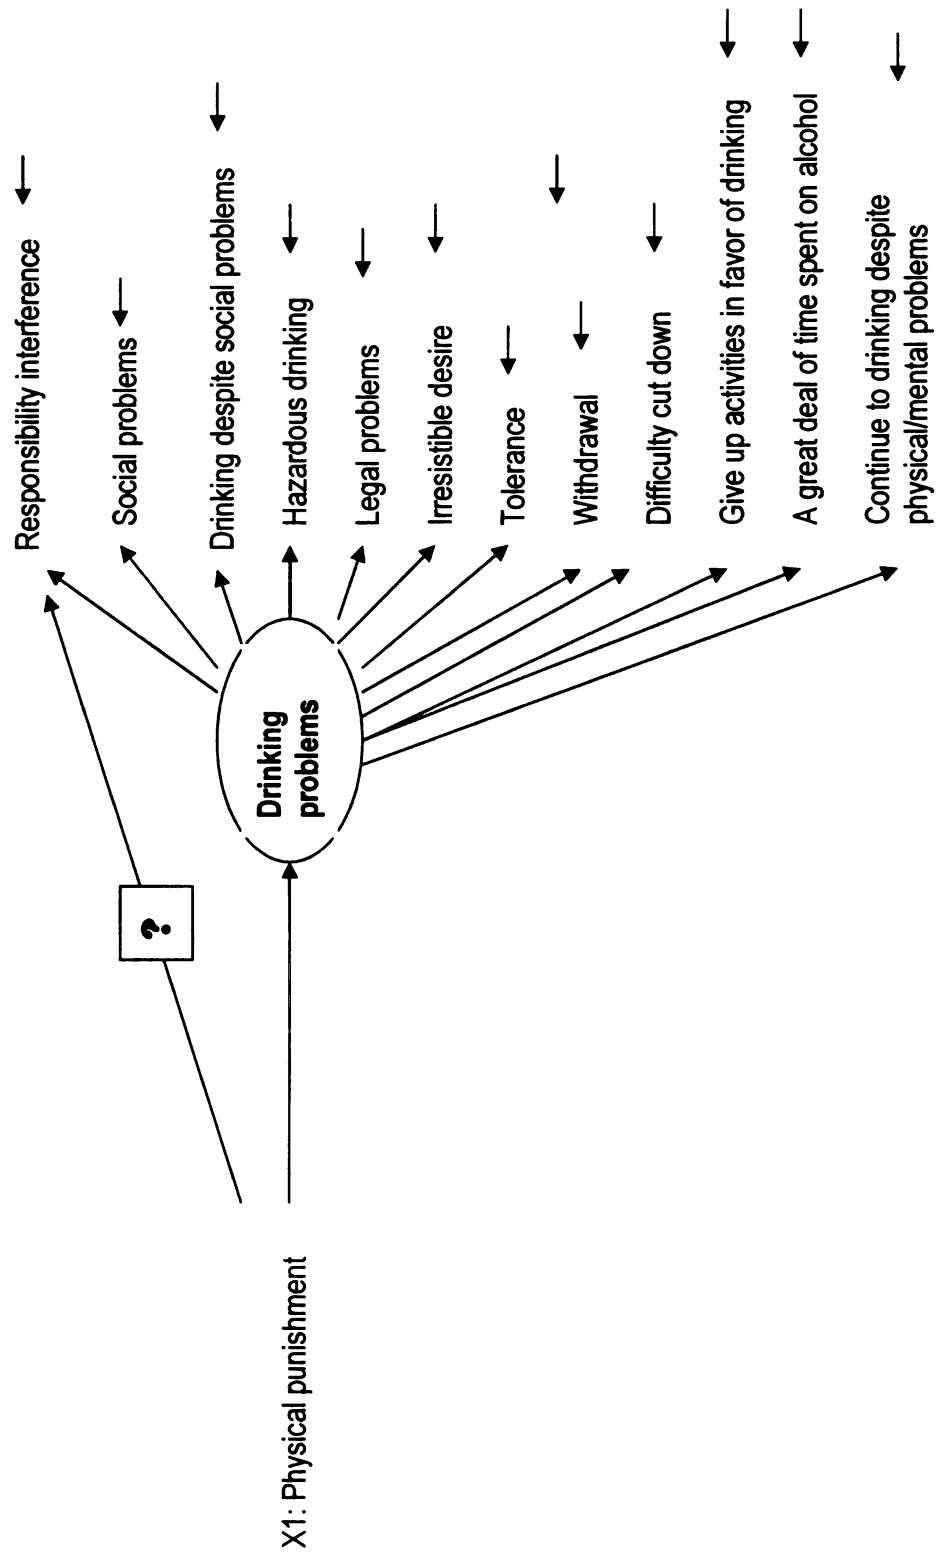 Responsibility interference
Social problems
Drinking despite social problems
Hazardous drinking
Legal problems
Irresistible desire
Tolerance
Withdrawal
Difficulty cut down
Give up activities in favor of drinking
A great deal of time spent on alcohol
Continue to drinking despite
physical/mental problems
?
Drinking
problems
X1: Physical punishment